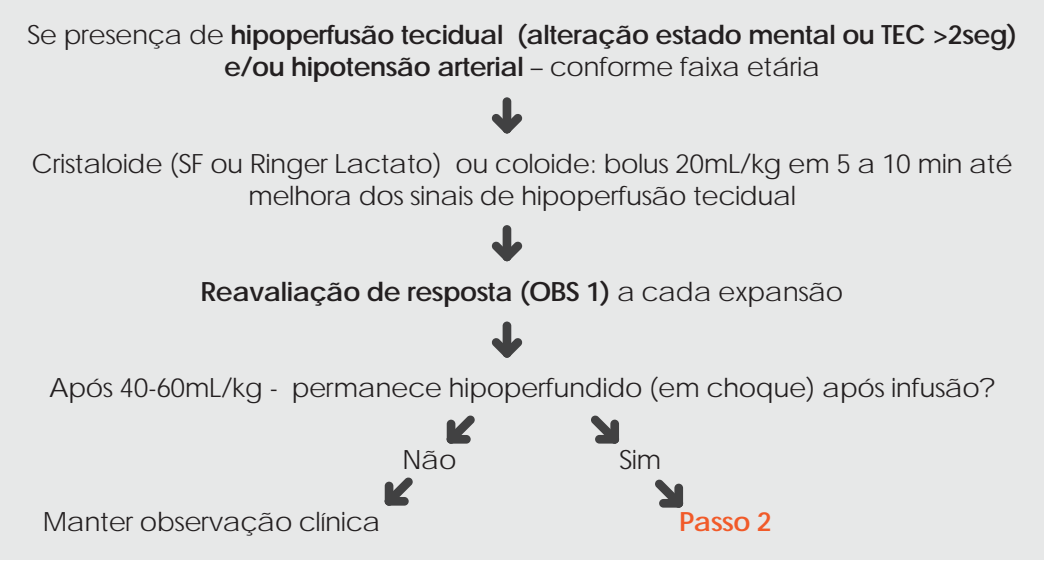 Se presença de hipoperfusão tecidual (alteração estado mental ou TEC >2seg)
e/ou hipotensão arterial – conforme faixa etária
Cristaloide (SF ou Ringer Lactato) ou coloide: bolus 20mL/kg em 5 a 10 min até
melhora dos sinais de hipoperfusão tecidual
Reavaliação de resposta (OBS 1) a cada expansão
Após 40-60mL/kg - permanece hipoperfundido (em choque) após infusão?
Não Sim
Manter observação clínica Passo 2